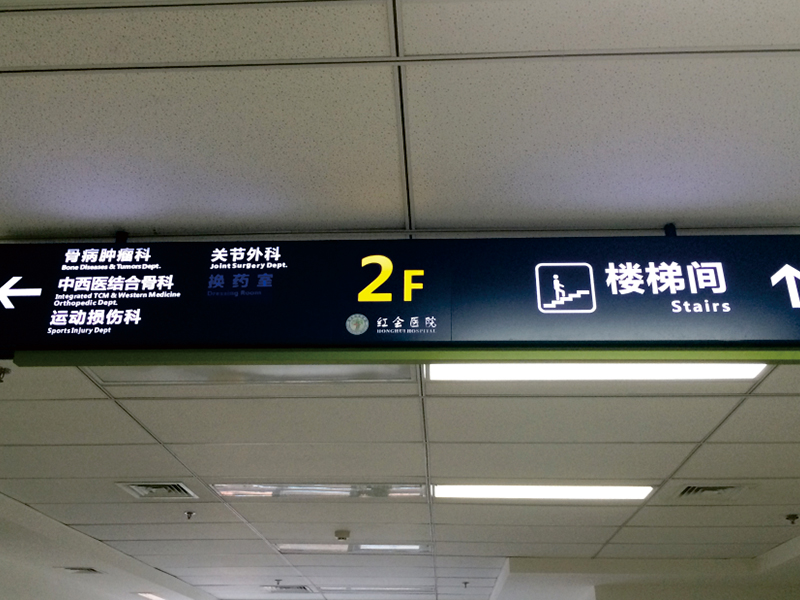 骨病肿瘤科
Bone Diseases & Tumors Dept.
中西医结合骨科
Integrated TCM & Western Medicine
Orthopedic Dept.
运动损伤科
Sports Injury Dept
关节外科
Joint Surgery Dept.
换药室
Dressing Room
2F
红会医院
HONGHUI HOSPITAL
楼梯间
Stairs